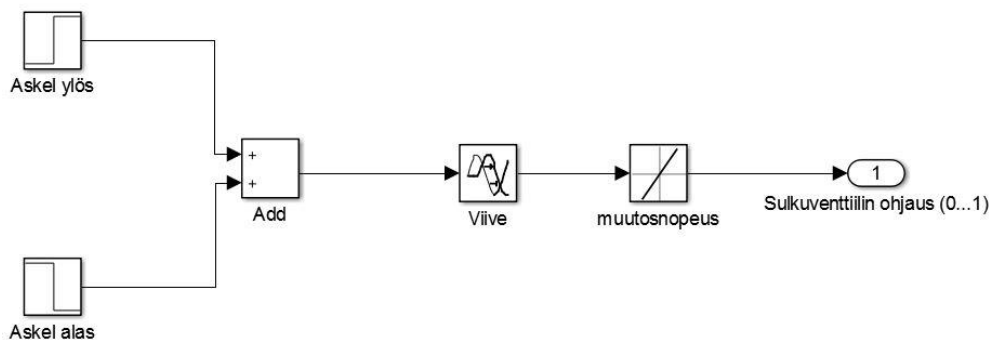 Askel ylös
+
+
Add
Viive
muutosnopeus
1
Sulkuventtiilin ohjaus (0...1)
Askel alas